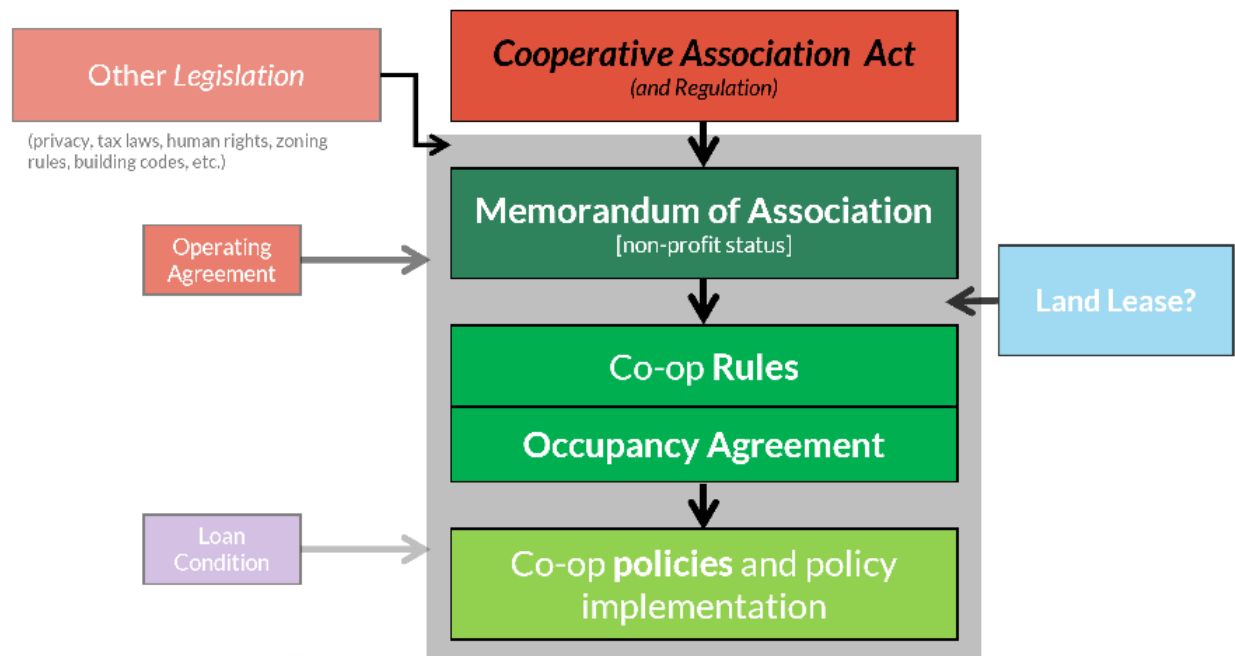 Cooperative Association Act
(and Regulation)
Other Legislation
(privacy, tax laws, human rights, zoning
rules, building codes, etc.)
Memorandum of Association
[non-profit status]
Operating
Agreement
Land Lease?
Co-op Rules
Occupancy Agreement
Loan
Condition
Co-op policies and policy
implementation